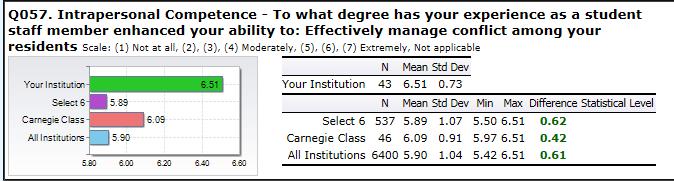 Q057. Intrapersonal Competence - To what degree has your experience as a student
staff member enhanced your ability to: Effectively manage conflict among your
residents Scale: (1) Not at all, (2), (3), (4) Moderately, (5), (6), (7) Extremely, Not applicable
Your Institution 6.51
Select 6 5.89
Carnegie Class 6.09
All Institutions 5.90
5.80 6.00 6.20 6.40 6.60
N Mean Std Dev
Your Institution 43 6.51 0.73
N Mean Std Dev Min Max Difference Statistical Level
Select 6 537 5.89 1.07 5.50 6.51 0.62
Carnegie Class 46 6.09 0.91 5.97 6.51 0.42
All Institutions 6400 5.90 1.04 5.42 6.51 0.61